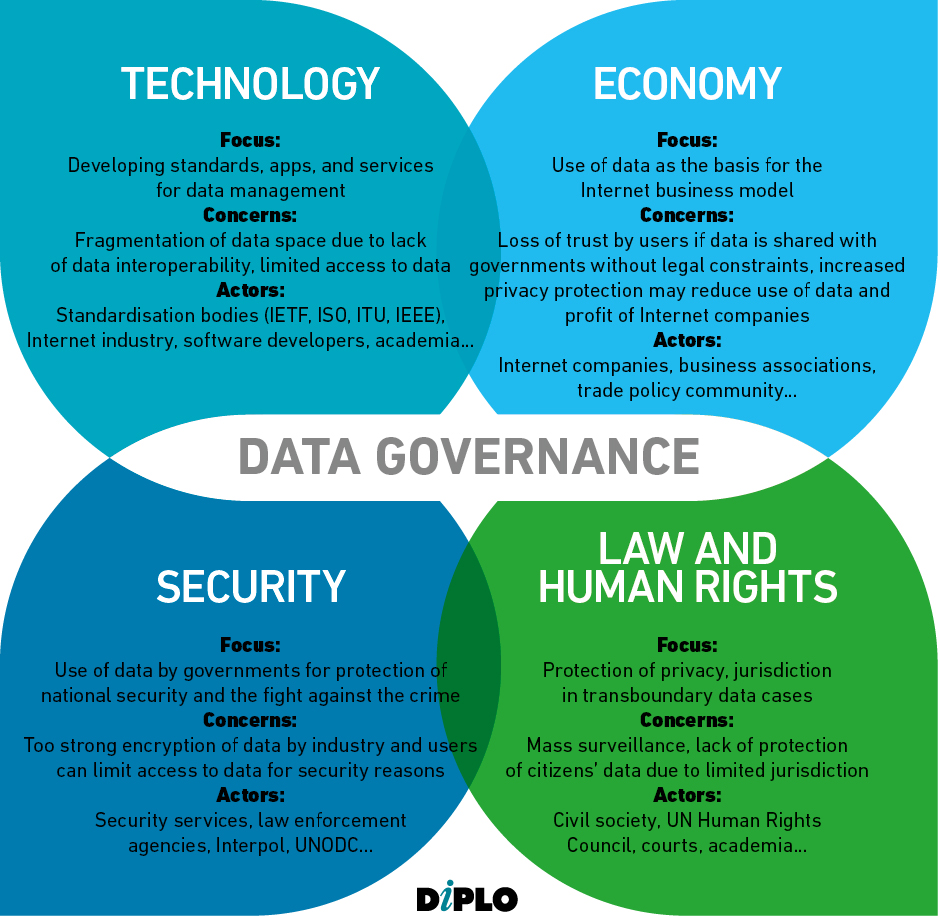 TECHNOLOGY
Focus:
Developing standards, apps, and services
for data management
Concerns:
Fragmentation of data space due to lack
of data interoperability, limited access to data
Actors:
Standardisation bodies (IETF, ISO, ITU, IEEE),
Internet industry, software developers, academia...
ECONOMY
Focus:
Use of data as the basis for the
Internet business model
Concerns:
Loss of trust by users if data is shared with
governments without legal constraints, increased
privacy protection may reduce use of data and
profit of Internet companies
Actors:
Internet companies, business associations,
trade policy community...
DATA GOVERNANCE
SECURITY
Focus:
Use of data by governments for protection of
national security and the fight against the crime
Concerns:
Too strong encryption of data by industry and users
can limit access to data for security reasons
Actors:
Security services, law enforcement
agencies, Interpol, UNODC...
LAW AND
HUMAN RIGHTS
Focus:
Protection of privacy, jurisdiction
in transboundary data cases
Concerns:
Mass surveillance, lack of protection
of citizens’ data due to limited jurisdiction
Actors:
Civil society, UN Human Rights
Council, courts, academia...
DiPLO